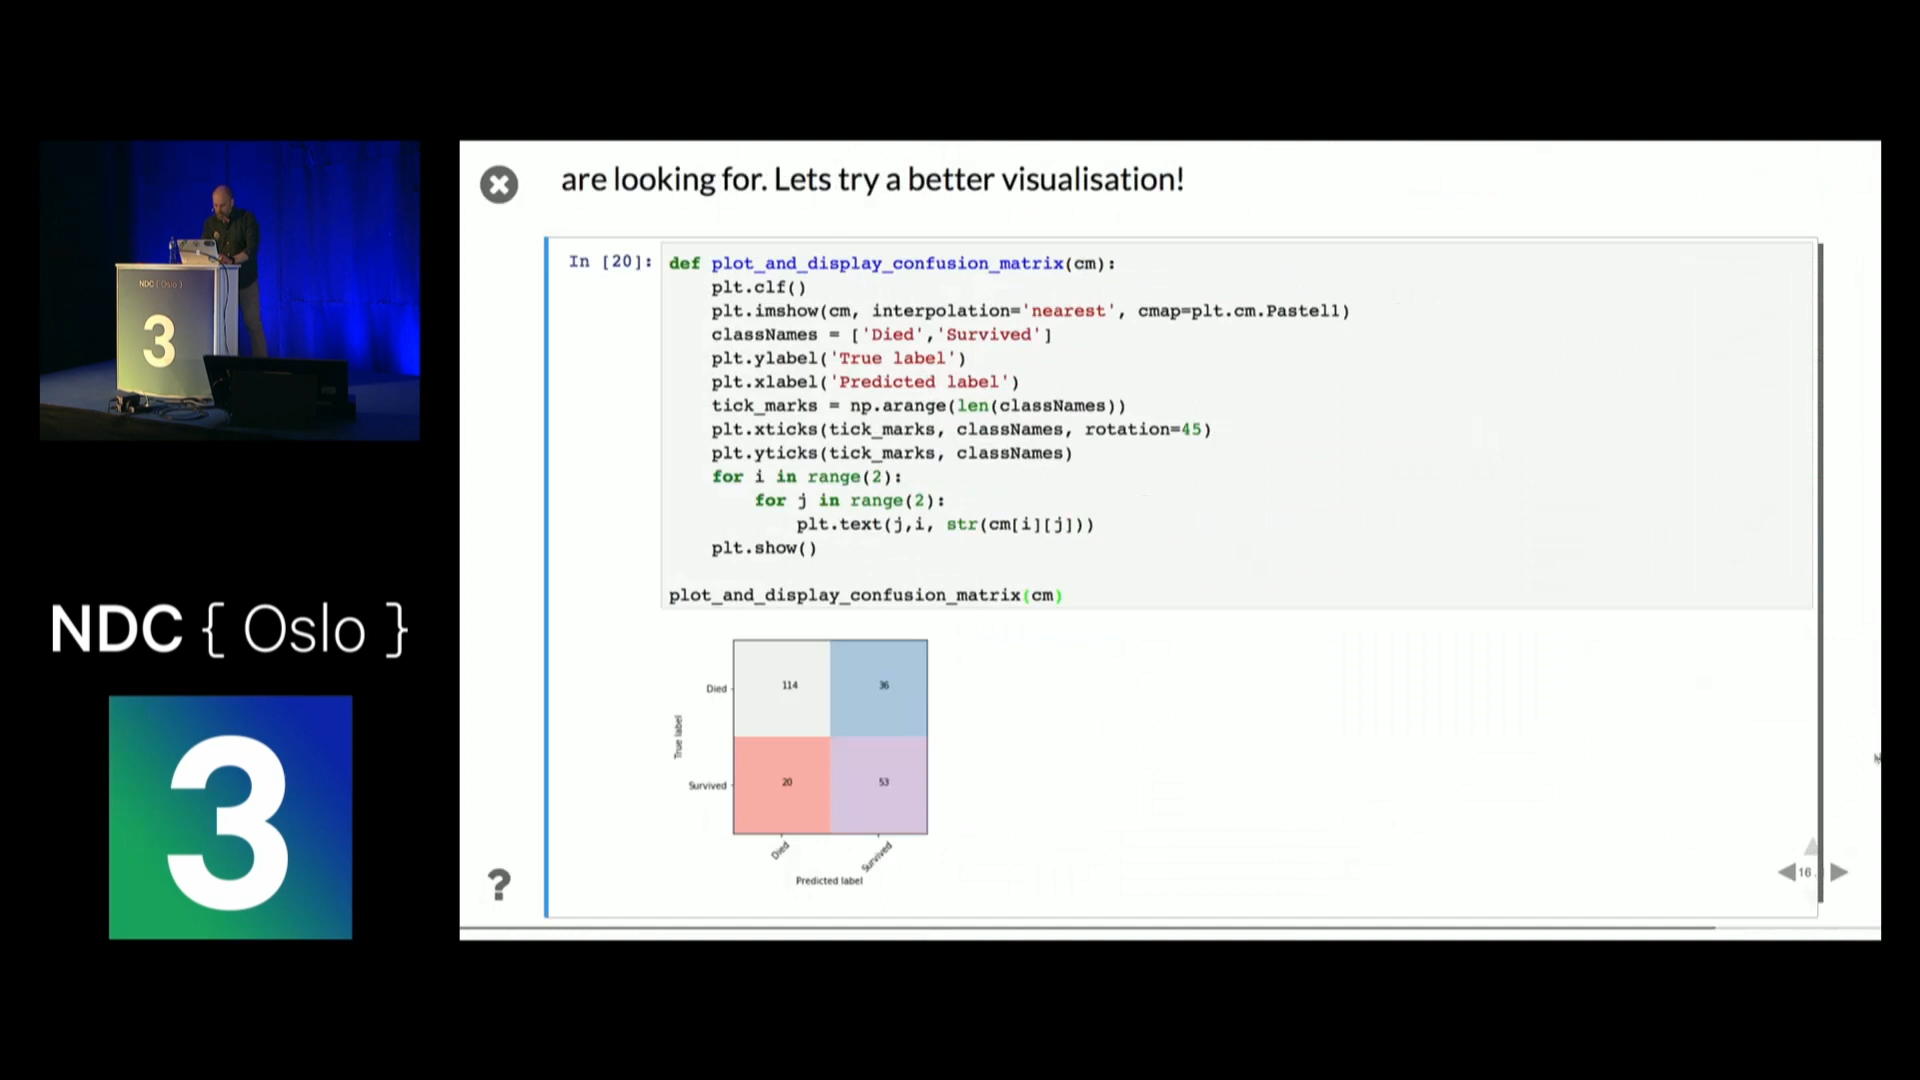 are looking for. Lets try a better visualisation!
In [20]:
def plot_and_display_confusion_matrix(cm):
    plt.clf()
    plt.imshow(cm, interpolation='nearest', cmap=plt.cm.Pastel1)
    classNames = ['Died','Survived']
    plt.ylabel('True label')
    plt.xlabel('Predicted label')
    tick_marks = np.arange(len(classNames))
    plt.xticks(tick_marks, classNames, rotation=45)
    plt.yticks(tick_marks, classNames)
    for i in range(2):
        for j in range(2):
            plt.text(j,i, str(cm[i][j]))
    plt.show()
plot_and_display_confusion_matrix(cm)
Died 114 36
True label
Survived 20 53
Died Survived
Predicted label
16
?
NDC { Oslo }
3
NDC { Oslo }
3